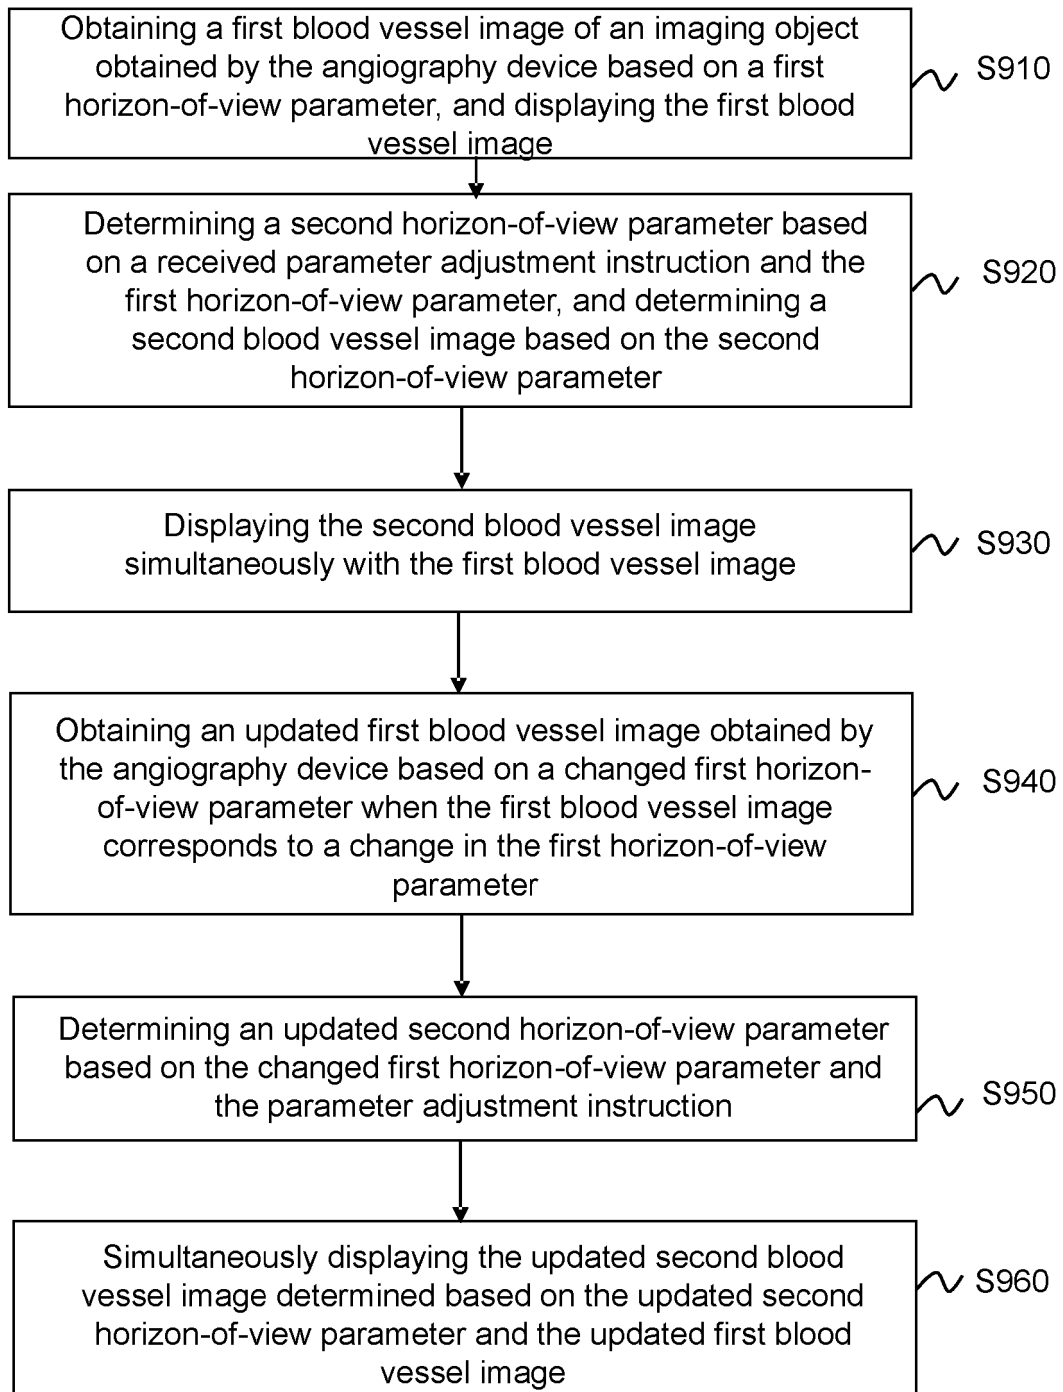 Obtaining a first blood vessel image of an imaging object
obtained by the angiography device based on a first
horizon-of-view parameter, and displaying the first blood
vessel image
S910
Determining a second horizon-of-view parameter based
on a received parameter adjustment instruction and the
first horizon-of-view parameter, and determining a
second blood vessel image based on the second
horizon-of-view parameter
S920
Displaying the second blood vessel image
simultaneously with the first blood vessel image
S930
Obtaining an updated first blood vessel image obtained by
the angiography device based on a changed first horizon-
of-view parameter when the first blood vessel image
corresponds to a change in the first horizon-of-view
parameter
S940
Determining an updated second horizon-of-view parameter
based on the changed first horizon-of-view parameter and
the parameter adjustment instruction
S950
Simultaneously displaying the updated second blood
vessel image determined based on the updated second
horizon-of-view parameter and the updated first blood
vessel image
S960